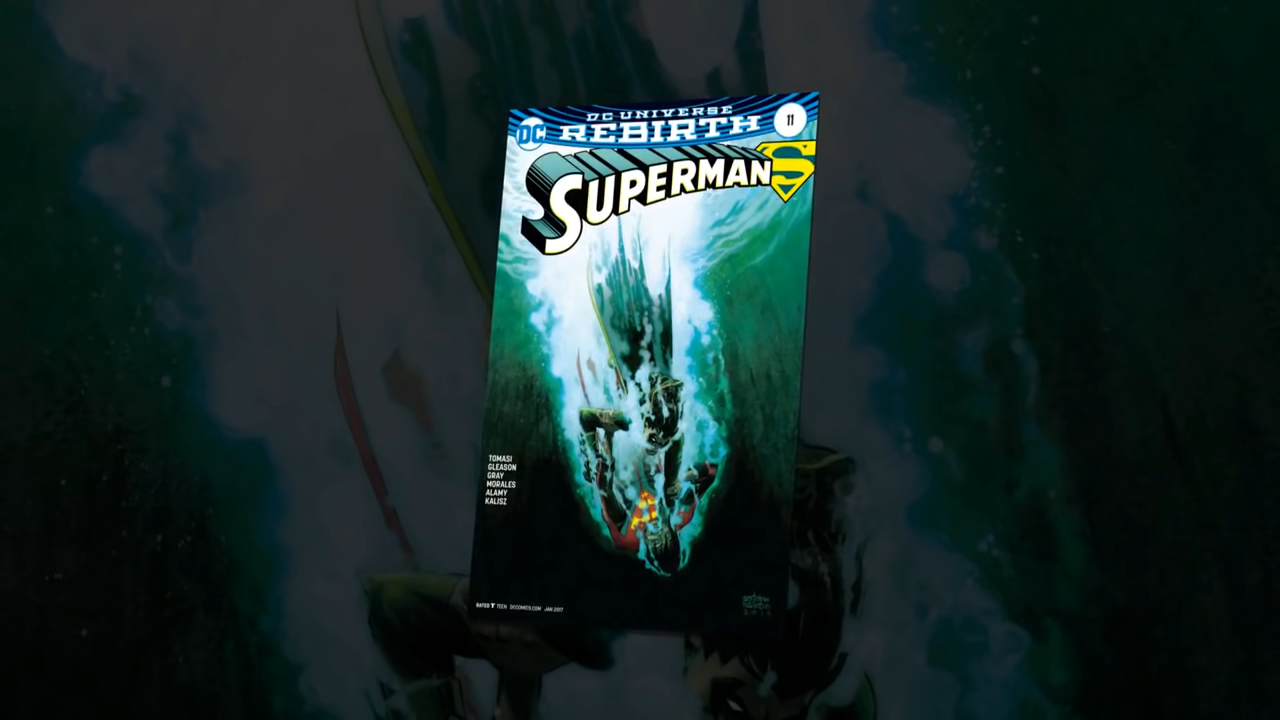 DC UNIVERSE
DC
REBIRTH
11
SUPERMAN
S
TOMASI
GLEASON
GRAY
MORALES
ALAMY
KALISZ
RATED T TEEN DCCOMICS.COM JAN 2017